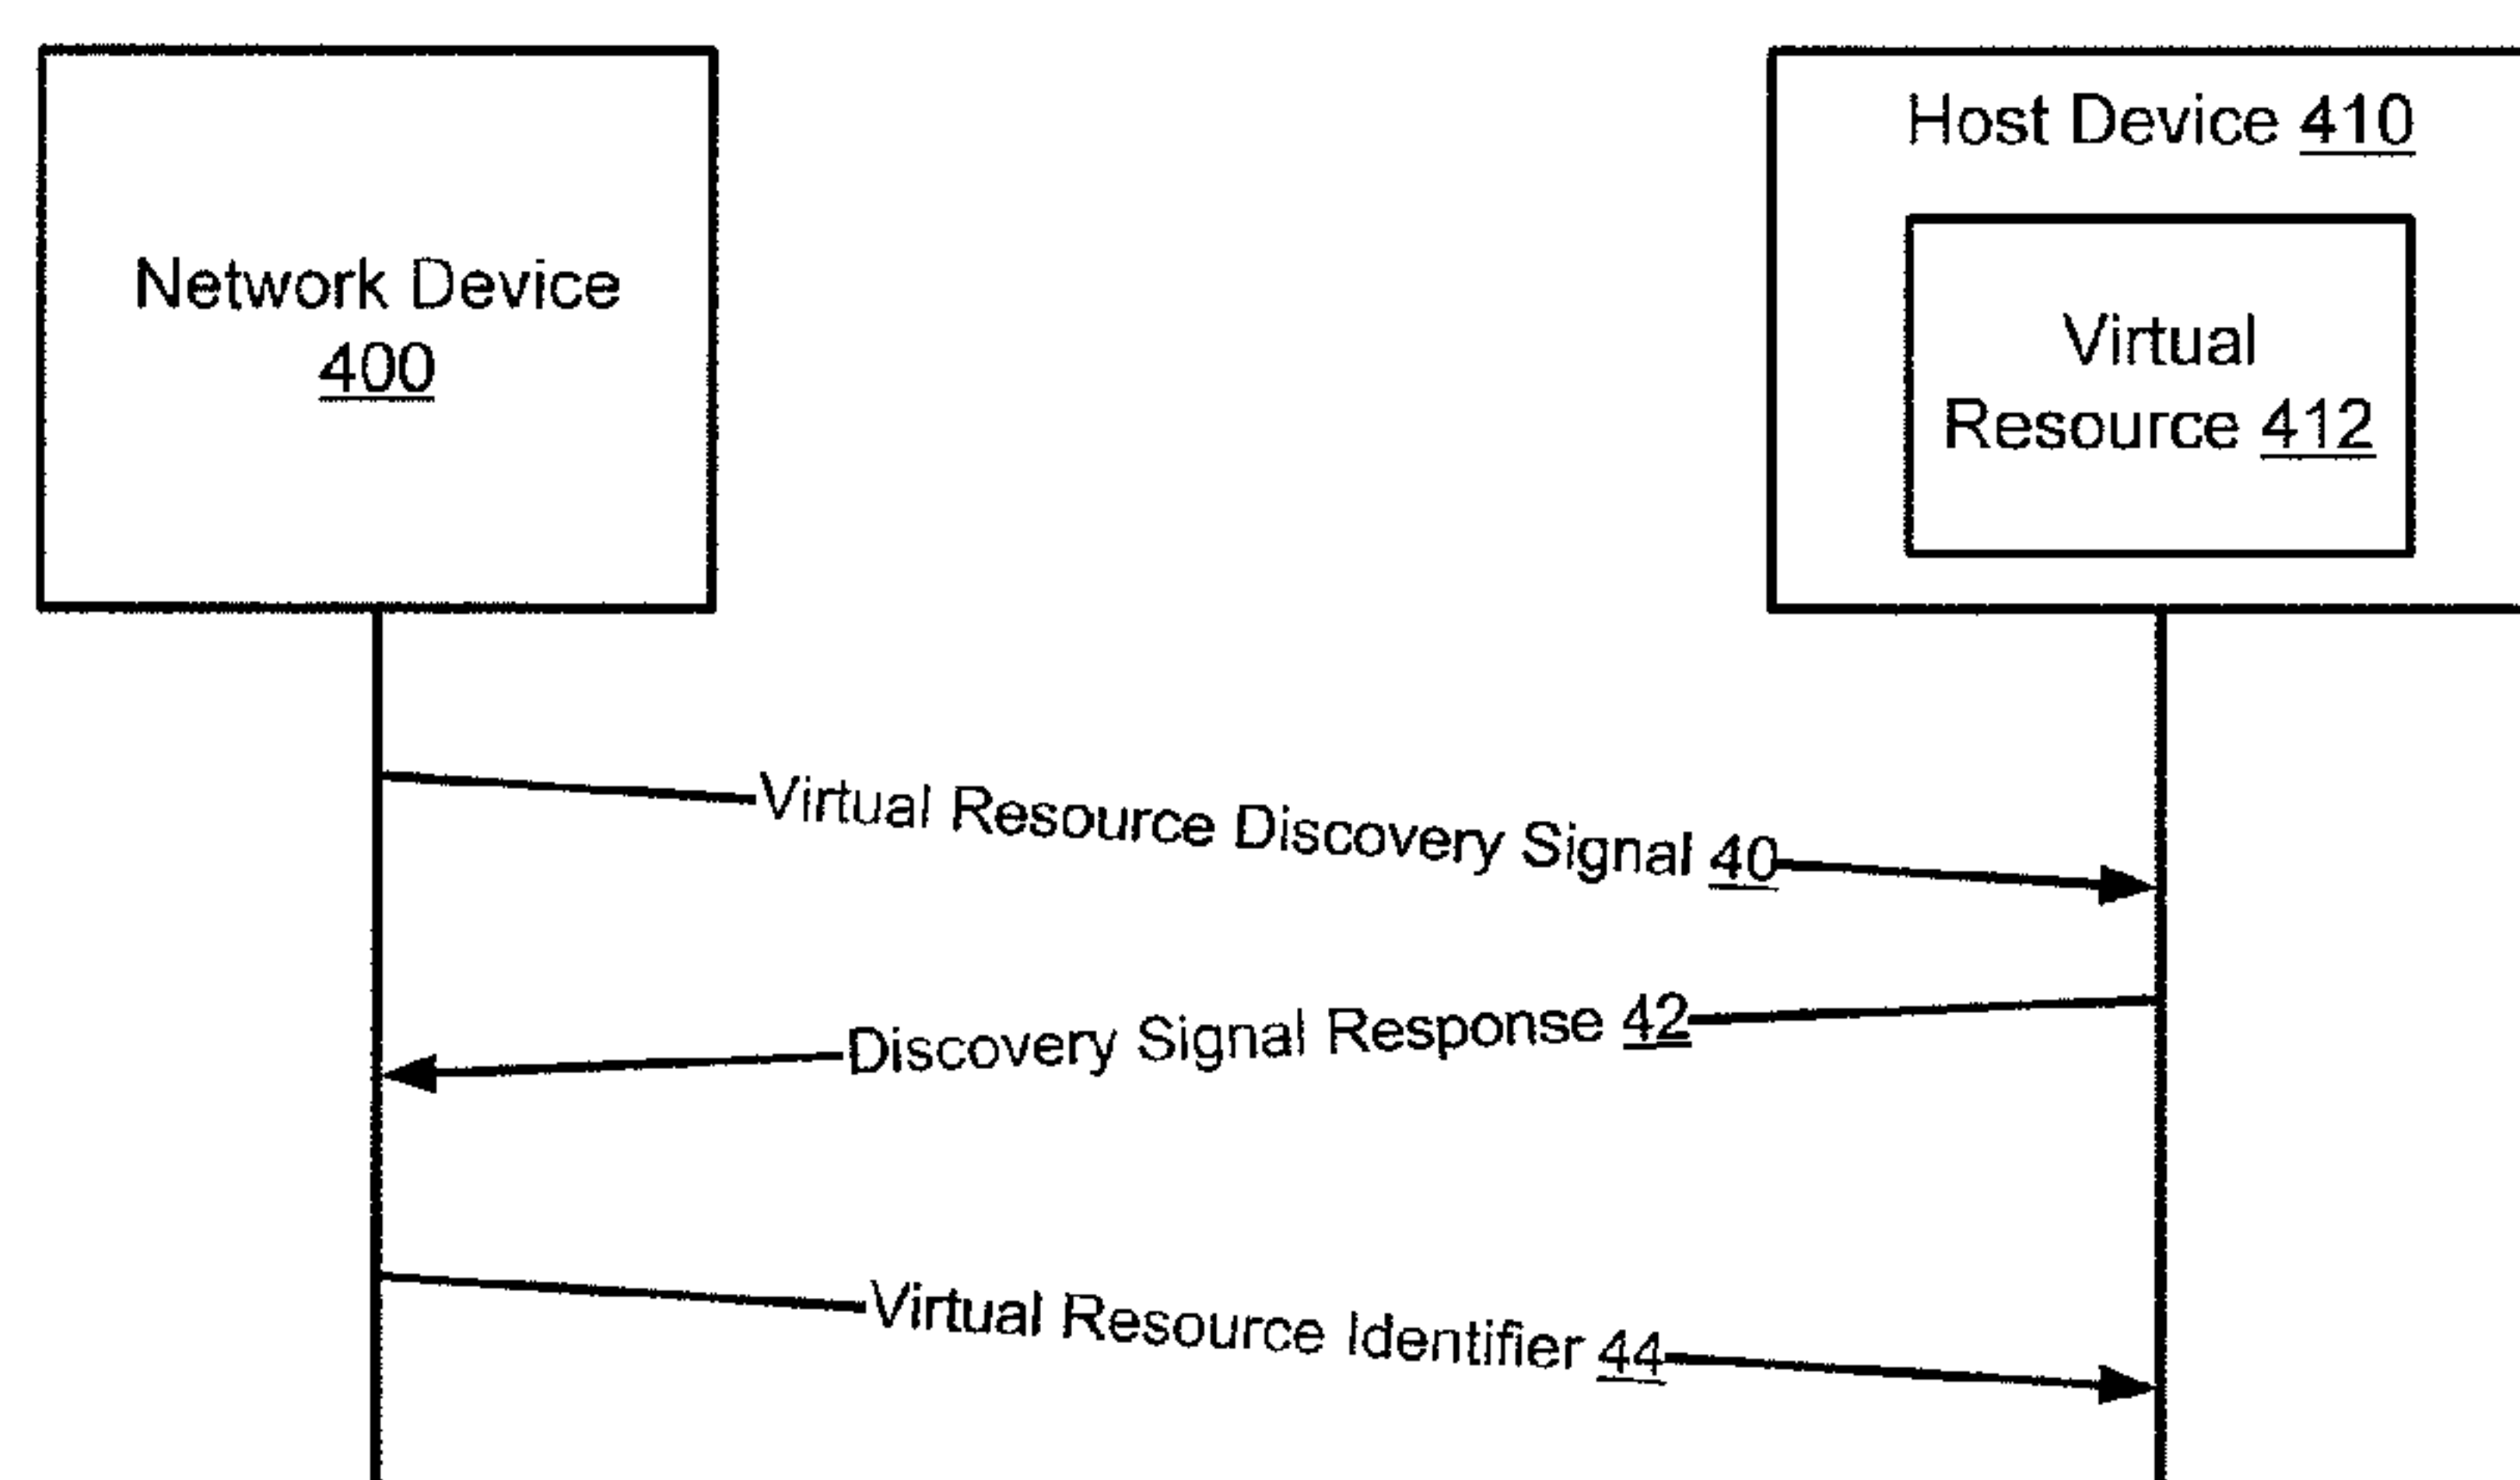 Network Device
400
Host Device 410
Virtual
Resource 412
Virtual Resource Discovery Signal 40
Discovery Signal Response 42
Virtual Resource Identifier 44